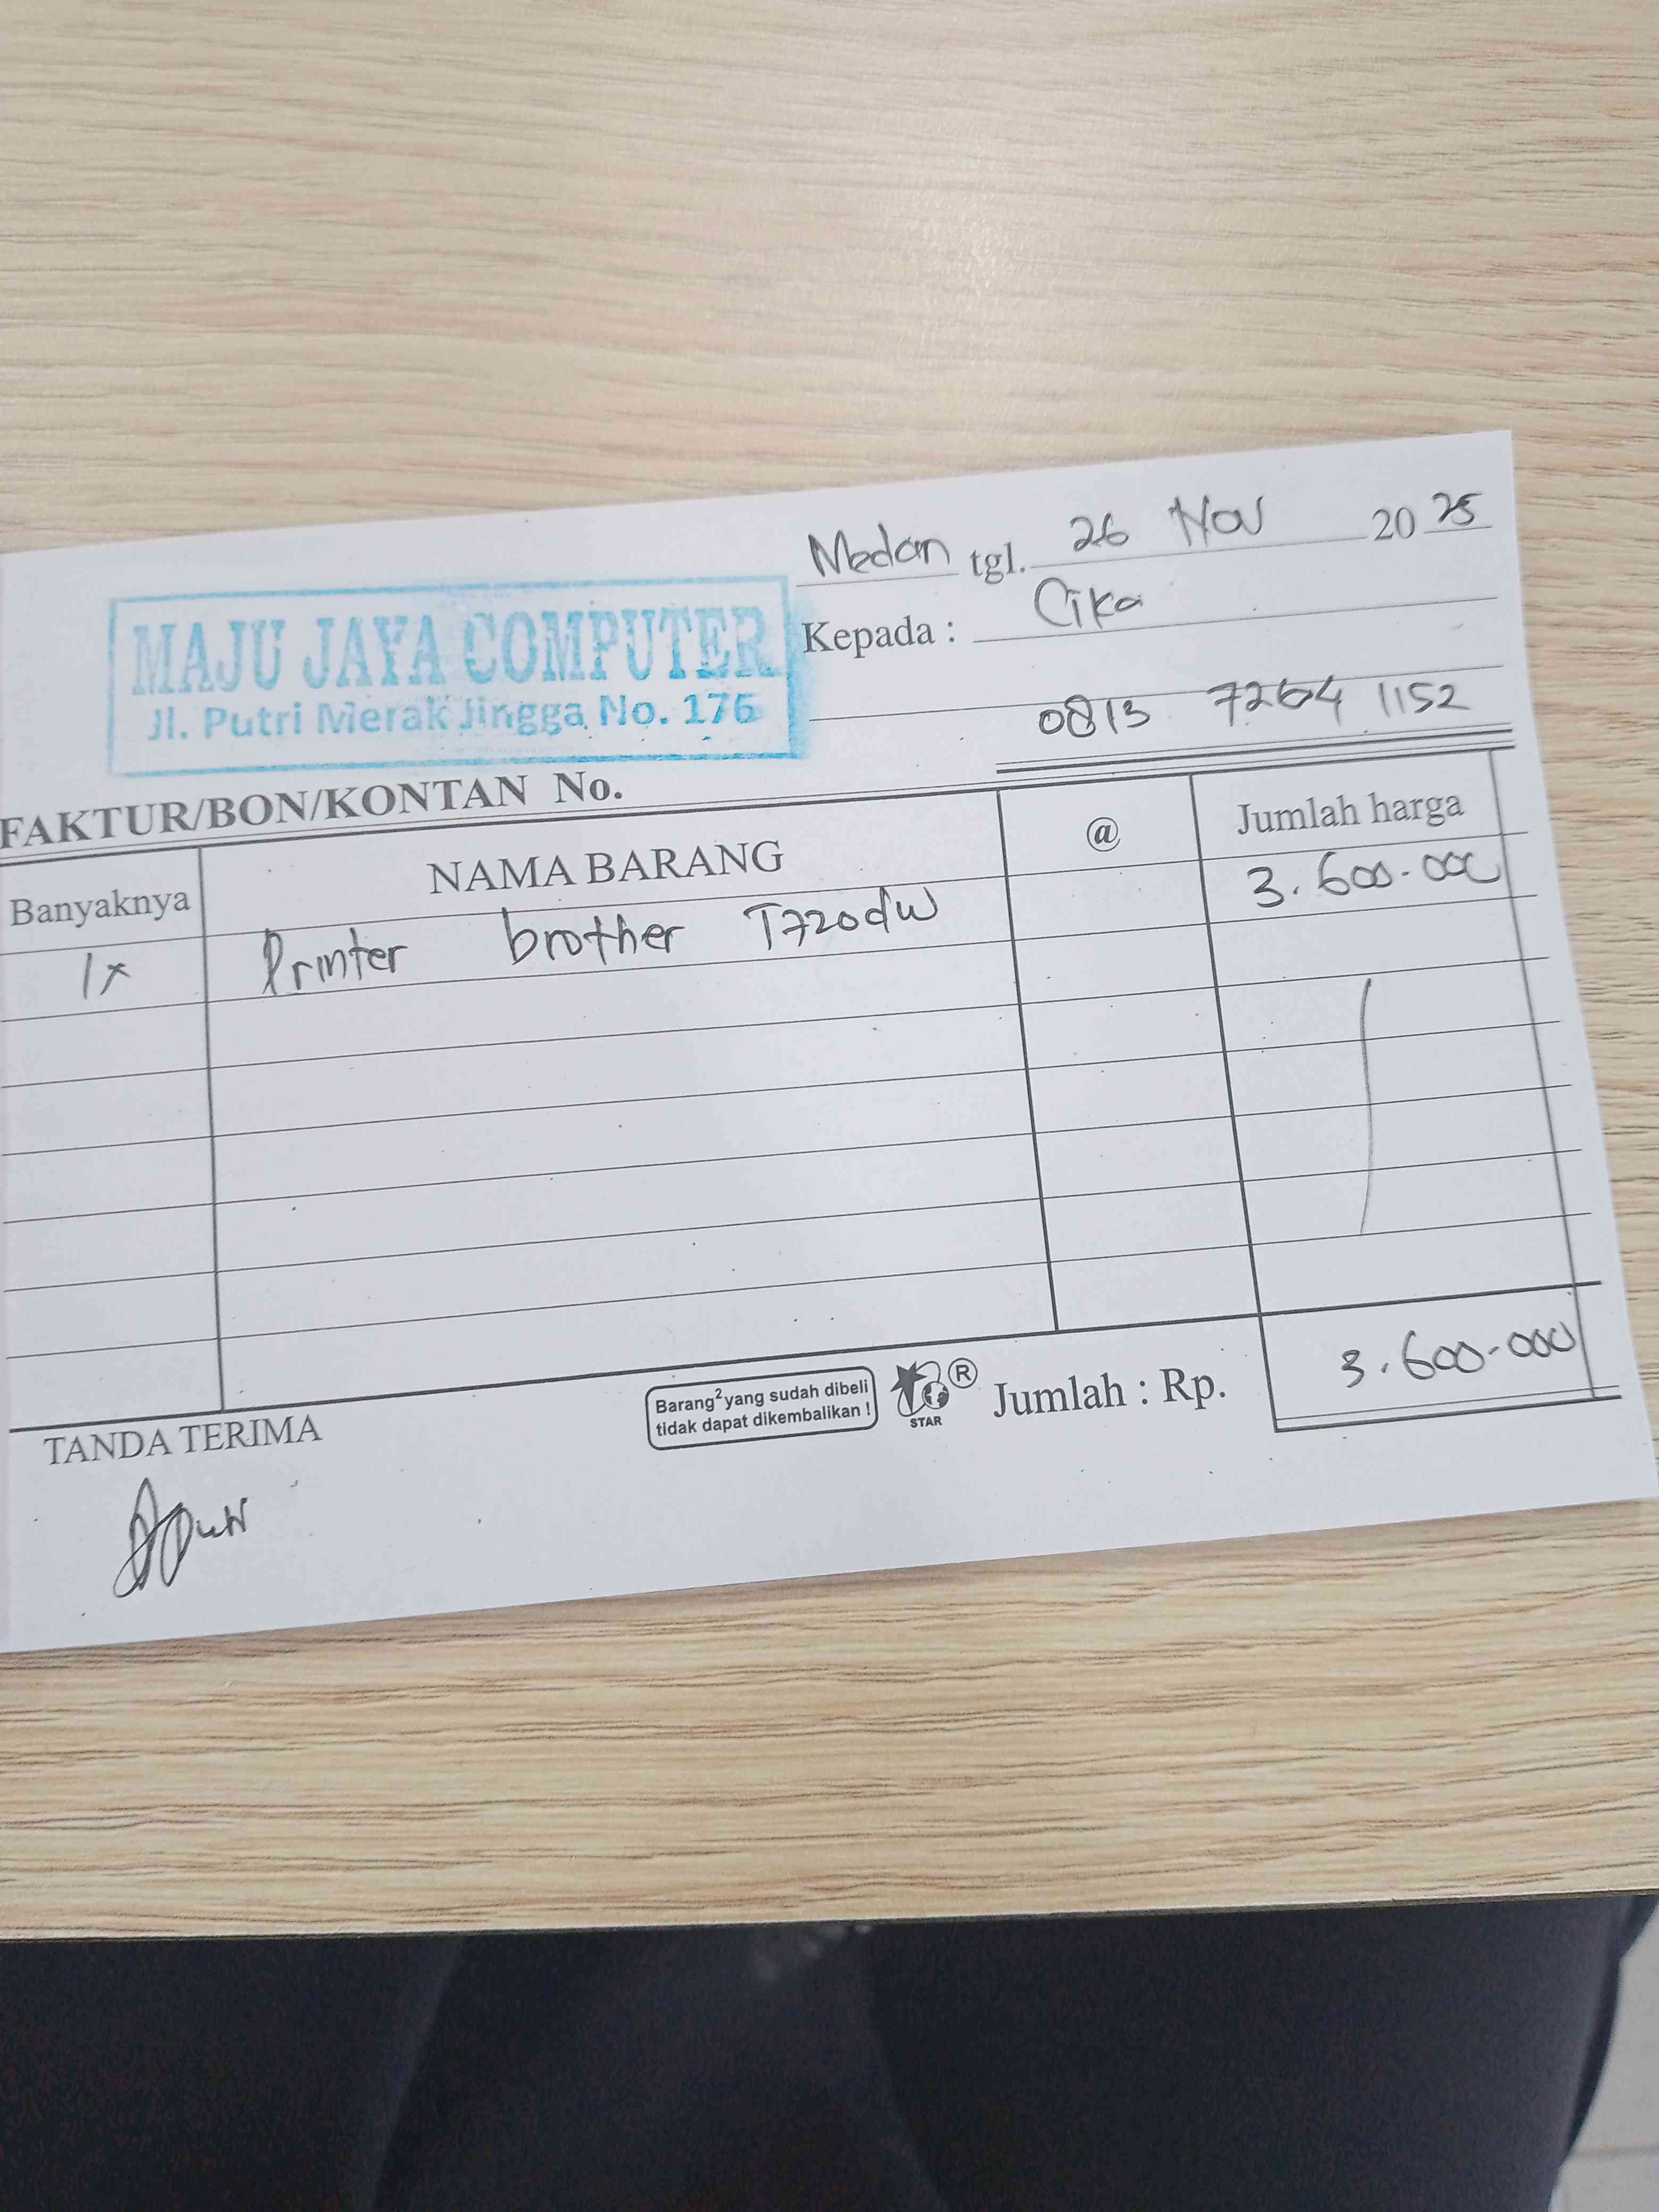 Medan tgl. 26 Nov 2025
MAJU JAYA COMPUTER
Jl. Putri Merak Jingga No. 176
Kepada : Cika
0813 7264 1152
FAKTUR/BON/KONTAN No.
Banyaknya NAMA BARANG @ Jumlah harga
1x Printer brother T720dw 3.600.000
Barang² yang sudah dibeli
tidak dapat dikembalikan !
STAR ®
Jumlah : Rp. 3.600.000
TANDA TERIMA